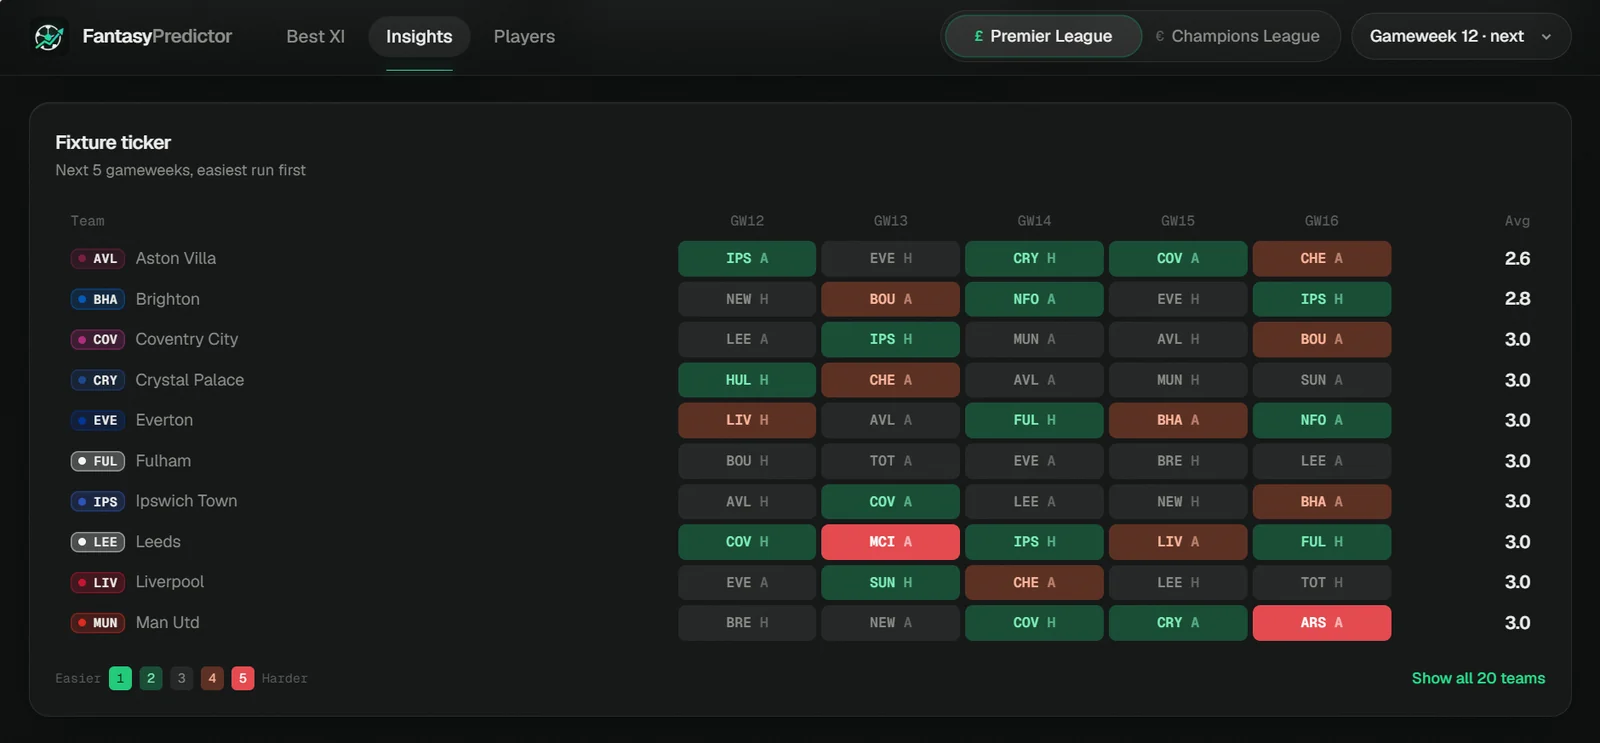 FantasyPredictor Best XI Insights Players £ Premier League € Champions League Gameweek 12 · next
Fixture ticker
Next 5 gameweeks, easiest run first
Team GW12 GW13 GW14 GW15 GW16 Avg
AVL Aston Villa IPS A EVE H CRY H COV A CHE A 2.6
BHA Brighton NEW H BOU A NFO A EVE H IPS H 2.8
COV Coventry City LEE A IPS H MUN A AVL H BOU A 3.0
CRY Crystal Palace HUL H CHE A AVL A MUN H SUN A 3.0
EVE Everton LIV H AVL A FUL H BHA A NFO A 3.0
FUL Fulham BOU H TOT A EVE A BRE H LEE A 3.0
IPS Ipswich Town AVL H COV A LEE A NEW H BHA A 3.0
LEE Leeds COV H MCI A IPS H LIV A FUL H 3.0
LIV Liverpool EVE A SUN H CHE A LEE H TOT H 3.0
MUN Man Utd BRE H NEW A COV H CRY A ARS A 3.0
Easier 1 2 3 4 5 Harder Show all 20 teams